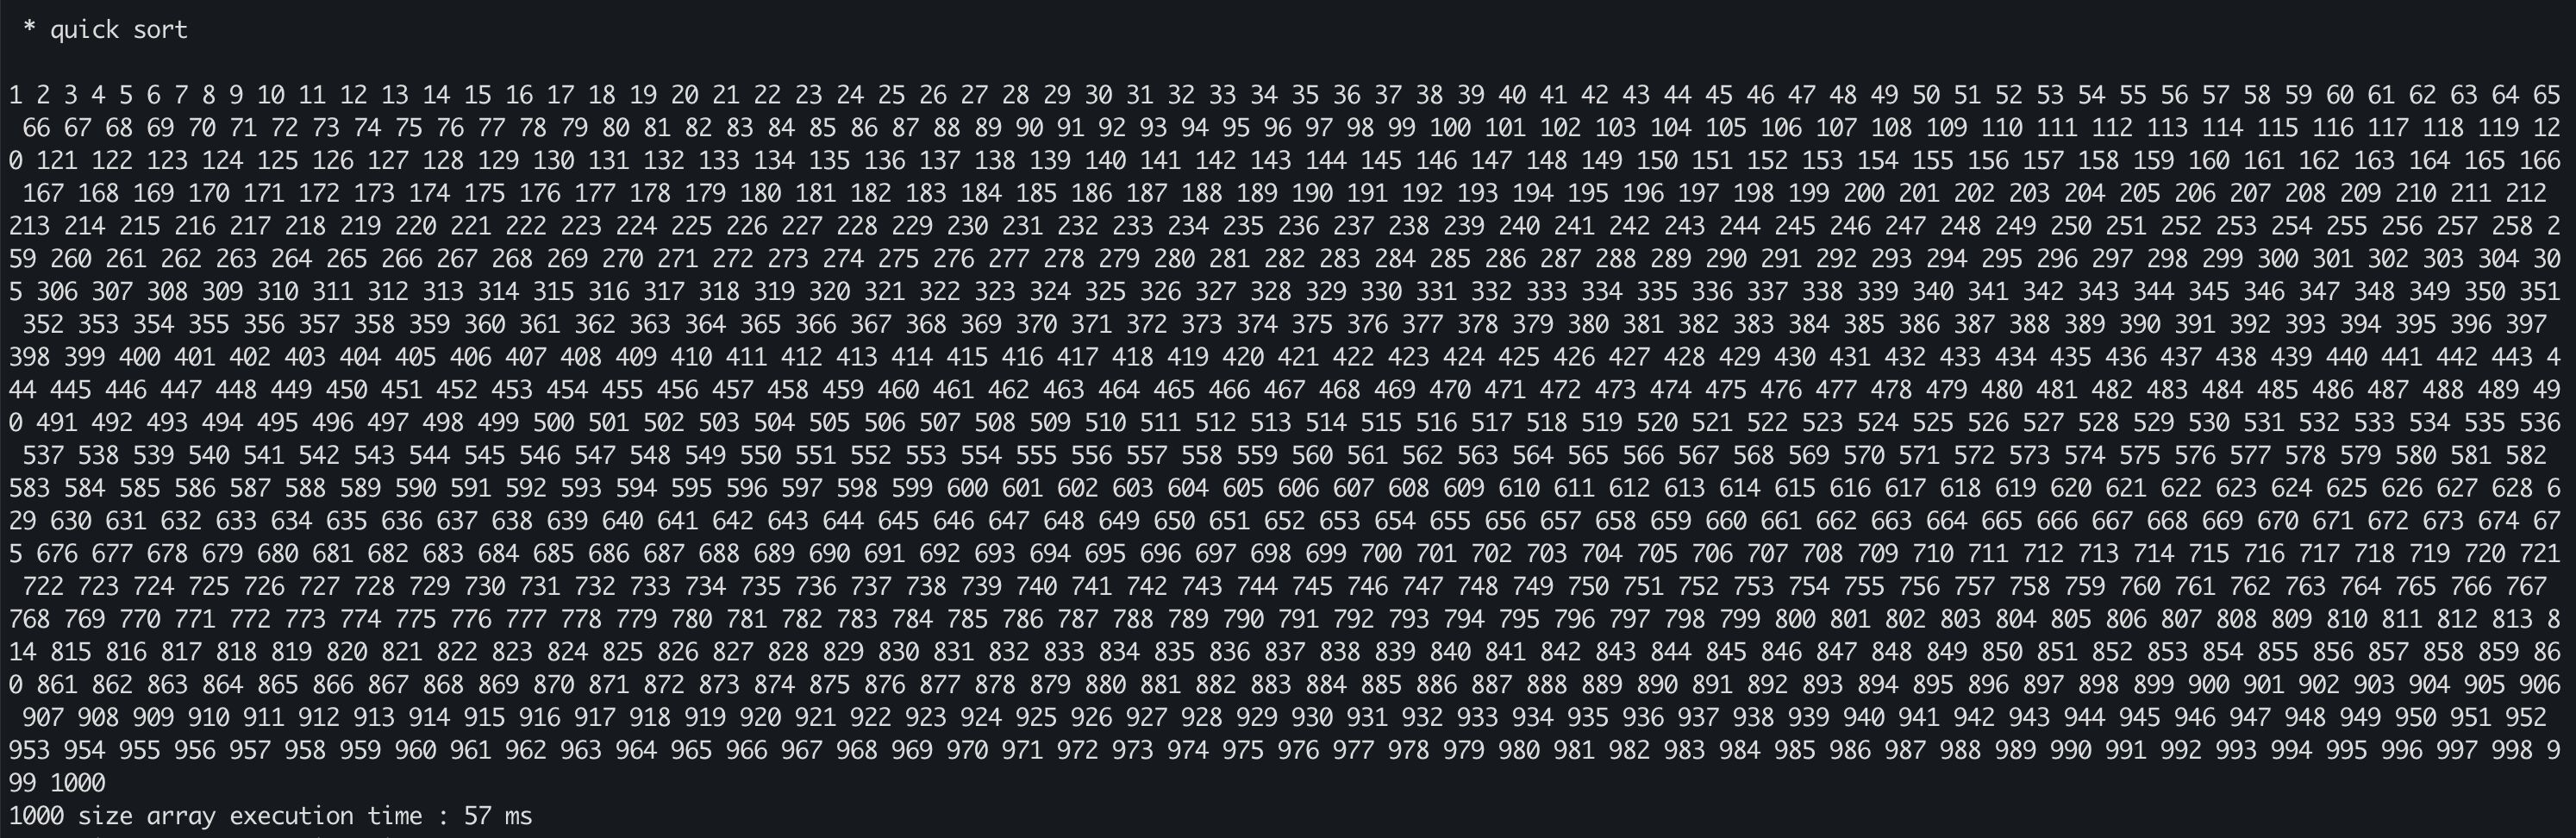 * quick sort
1 2 3 4 5 6 7 8 9 10 11 12 13 14 15 16 17 18 19 20 21 22 23 24 25 26 27 28 29 30 31 32 33 34 35 36 37 38 39 40 41 42 43 44 45 46 47 48 49 50 51 52 53 54 55 56 57 58 59 60 61 62 63 64 65
66 67 68 69 70 71 72 73 74 75 76 77 78 79 80 81 82 83 84 85 86 87 88 89 90 91 92 93 94 95 96 97 98 99 100 101 102 103 104 105 106 107 108 109 110 111 112 113 114 115 116 117 118 119 12
0 121 122 123 124 125 126 127 128 129 130 131 132 133 134 135 136 137 138 139 140 141 142 143 144 145 146 147 148 149 150 151 152 153 154 155 156 157 158 159 160 161 162 163 164 165 166
167 168 169 170 171 172 173 174 175 176 177 178 179 180 181 182 183 184 185 186 187 188 189 190 191 192 193 194 195 196 197 198 199 200 201 202 203 204 205 206 207 208 209 210 211 212
213 214 215 216 217 218 219 220 221 222 223 224 225 226 227 228 229 230 231 232 233 234 235 236 237 238 239 240 241 242 243 244 245 246 247 248 249 250 251 252 253 254 255 256 257 258 2
59 260 261 262 263 264 265 266 267 268 269 270 271 272 273 274 275 276 277 278 279 280 281 282 283 284 285 286 287 288 289 290 291 292 293 294 295 296 297 298 299 300 301 302 303 304 30
5 306 307 308 309 310 311 312 313 314 315 316 317 318 319 320 321 322 323 324 325 326 327 328 329 330 331 332 333 334 335 336 337 338 339 340 341 342 343 344 345 346 347 348 349 350 351
352 353 354 355 356 357 358 359 360 361 362 363 364 365 366 367 368 369 370 371 372 373 374 375 376 377 378 379 380 381 382 383 384 385 386 387 388 389 390 391 392 393 394 395 396 397
398 399 400 401 402 403 404 405 406 407 408 409 410 411 412 413 414 415 416 417 418 419 420 421 422 423 424 425 426 427 428 429 430 431 432 433 434 435 436 437 438 439 440 441 442 443 4
44 445 446 447 448 449 450 451 452 453 454 455 456 457 458 459 460 461 462 463 464 465 466 467 468 469 470 471 472 473 474 475 476 477 478 479 480 481 482 483 484 485 486 487 488 489 49
0 491 492 493 494 495 496 497 498 499 500 501 502 503 504 505 506 507 508 509 510 511 512 513 514 515 516 517 518 519 520 521 522 523 524 525 526 527 528 529 530 531 532 533 534 535 536
537 538 539 540 541 542 543 544 545 546 547 548 549 550 551 552 553 554 555 556 557 558 559 560 561 562 563 564 565 566 567 568 569 570 571 572 573 574 575 576 577 578 579 580 581 582
583 584 585 586 587 588 589 590 591 592 593 594 595 596 597 598 599 600 601 602 603 604 605 606 607 608 609 610 611 612 613 614 615 616 617 618 619 620 621 622 623 624 625 626 627 628 6
29 630 631 632 633 634 635 636 637 638 639 640 641 642 643 644 645 646 647 648 649 650 651 652 653 654 655 656 657 658 659 660 661 662 663 664 665 666 667 668 669 670 671 672 673 674 67
5 676 677 678 679 680 681 682 683 684 685 686 687 688 689 690 691 692 693 694 695 696 697 698 699 700 701 702 703 704 705 706 707 708 709 710 711 712 713 714 715 716 717 718 719 720 721
722 723 724 725 726 727 728 729 730 731 732 733 734 735 736 737 738 739 740 741 742 743 744 745 746 747 748 749 750 751 752 753 754 755 756 757 758 759 760 761 762 763 764 765 766 767
768 769 770 771 772 773 774 775 776 777 778 779 780 781 782 783 784 785 786 787 788 789 790 791 792 793 794 795 796 797 798 799 800 801 802 803 804 805 806 807 808 809 810 811 812 813 8
14 815 816 817 818 819 820 821 822 823 824 825 826 827 828 829 830 831 832 833 834 835 836 837 838 839 840 841 842 843 844 845 846 847 848 849 850 851 852 853 854 855 856 857 858 859 86
0 861 862 863 864 865 866 867 868 869 870 871 872 873 874 875 876 877 878 879 880 881 882 883 884 885 886 887 888 889 890 891 892 893 894 895 896 897 898 899 900 901 902 903 904 905 906
907 908 909 910 911 912 913 914 915 916 917 918 919 920 921 922 923 924 925 926 927 928 929 930 931 932 933 934 935 936 937 938 939 940 941 942 943 944 945 946 947 948 949 950 951 952
953 954 955 956 957 958 959 960 961 962 963 964 965 966 967 968 969 970 971 972 973 974 975 976 977 978 979 980 981 982 983 984 985 986 987 988 989 990 991 992 993 994 995 996 997 998 9
99 1000
1000 size array execution time : 57 ms